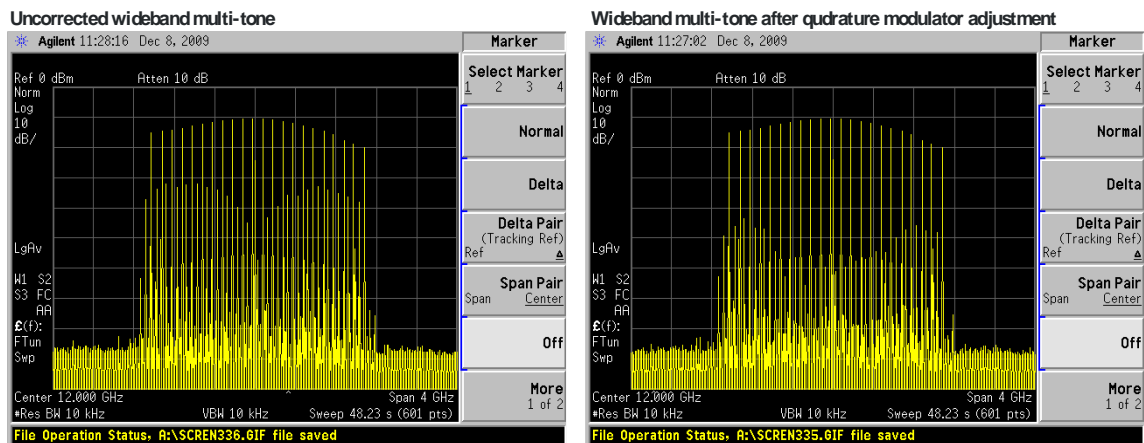 Uncorrected wideband multi-tone
Agilent 11:28:16 Dec 8, 2009
Marker
Ref 0 dBm Atten 10 dB
Norm
Log
10
dB/
LgAv
W1 S2
S3 FC
AA
£(f):
FTun
Swp
Center 12.000 GHz Span 4 GHz
#Res BW 10 kHz VBW 10 kHz Sweep 48.23 s (601 pts)
File Operation Status, A:\SCREN336.GIF file saved
Select Marker
1 2 3 4
Normal
Delta
Delta Pair
(Tracking Ref)
Ref Δ
Span Pair
Span Center
Off
More
1 of 2
Wideband multi-tone after qudrature modulator adjustment
Agilent 11:27:02 Dec 8, 2009
Marker
Ref 0 dBm Atten 10 dB
Norm
Log
10
dB/
LgAv
W1 S2
S3 FC
AA
£(f):
FTun
Swp
Center 12.000 GHz Span 4 GHz
#Res BW 10 kHz VBW 10 kHz Sweep 48.23 s (601 pts)
File Operation Status, A:\SCREN335.GIF file saved
Select Marker
1 2 3 4
Normal
Delta
Delta Pair
(Tracking Ref)
Ref Δ
Span Pair
Span Center
Off
More
1 of 2